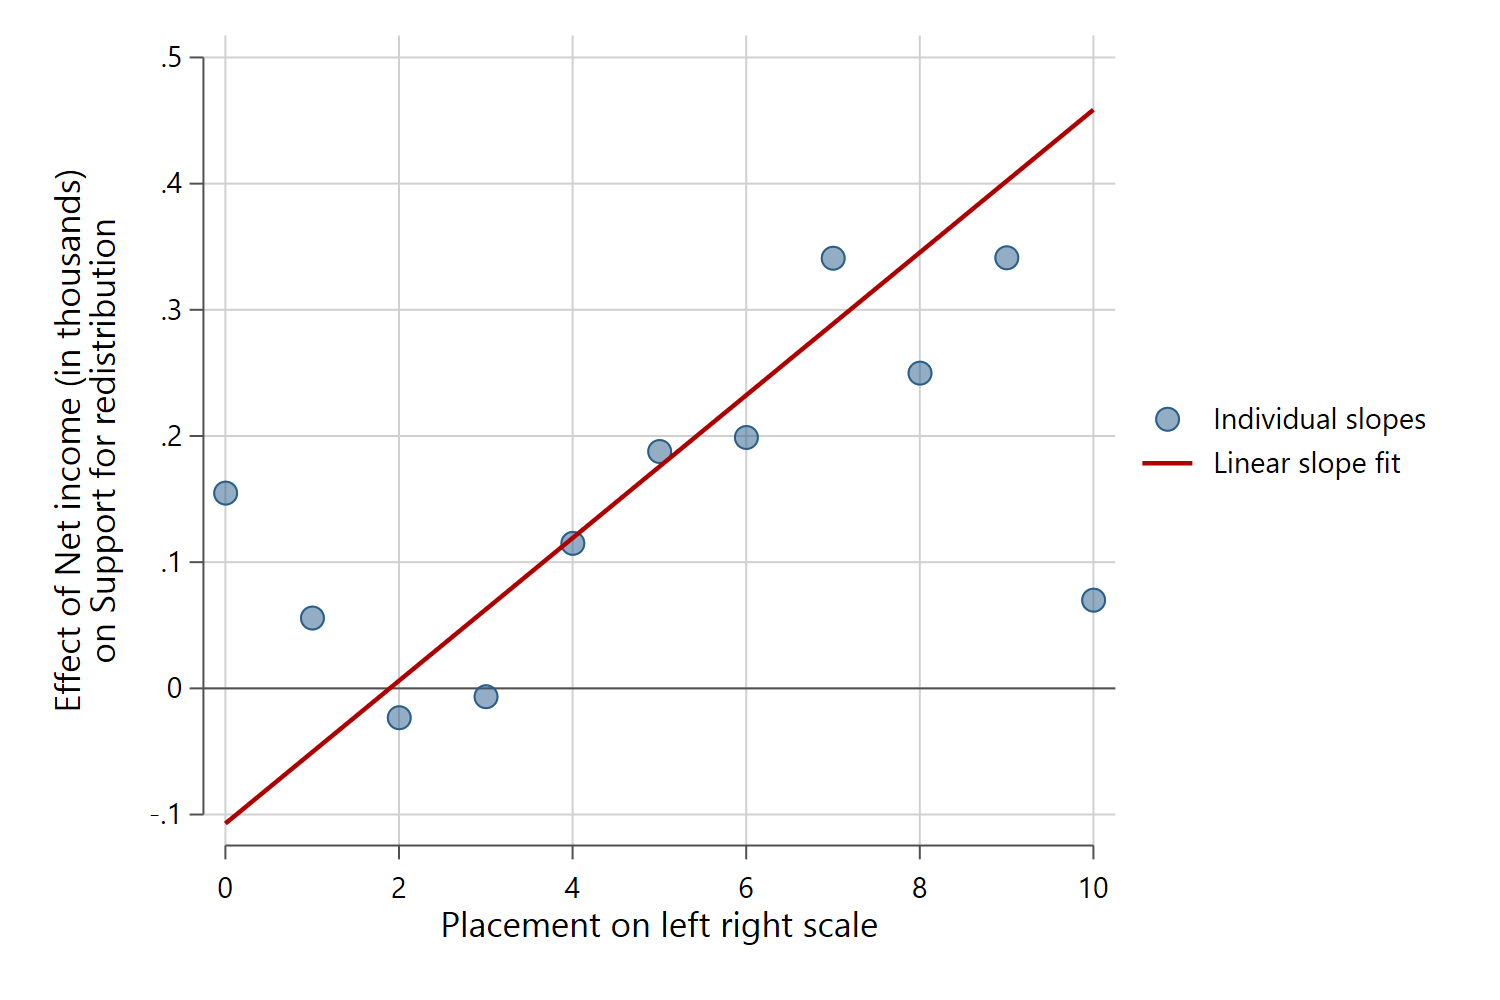 .5
.4
.3
.2
.1
0
-.1
Effect of Net income (in thousands)
on Support for redistribution
0 2 4 6 8 10
Placement on left right scale
Individual slopes
Linear slope fit